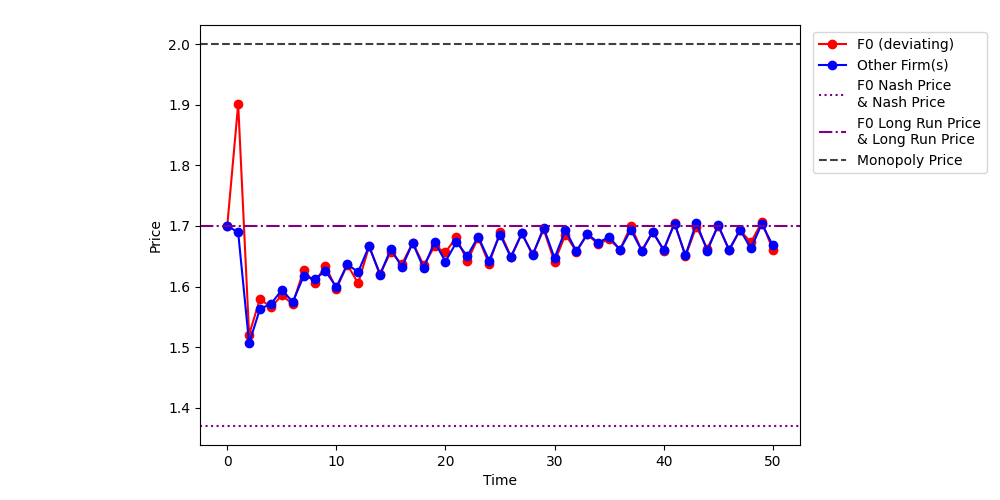 2.0
1.9
1.8
1.7
1.6
1.5
1.4
Price
0
10
20
30
40
50
Time
F0 (deviating)
Other Firm(s)
F0 Nash Price
& Nash Price
F0 Long Run Price
& Long Run Price
Monopoly Price